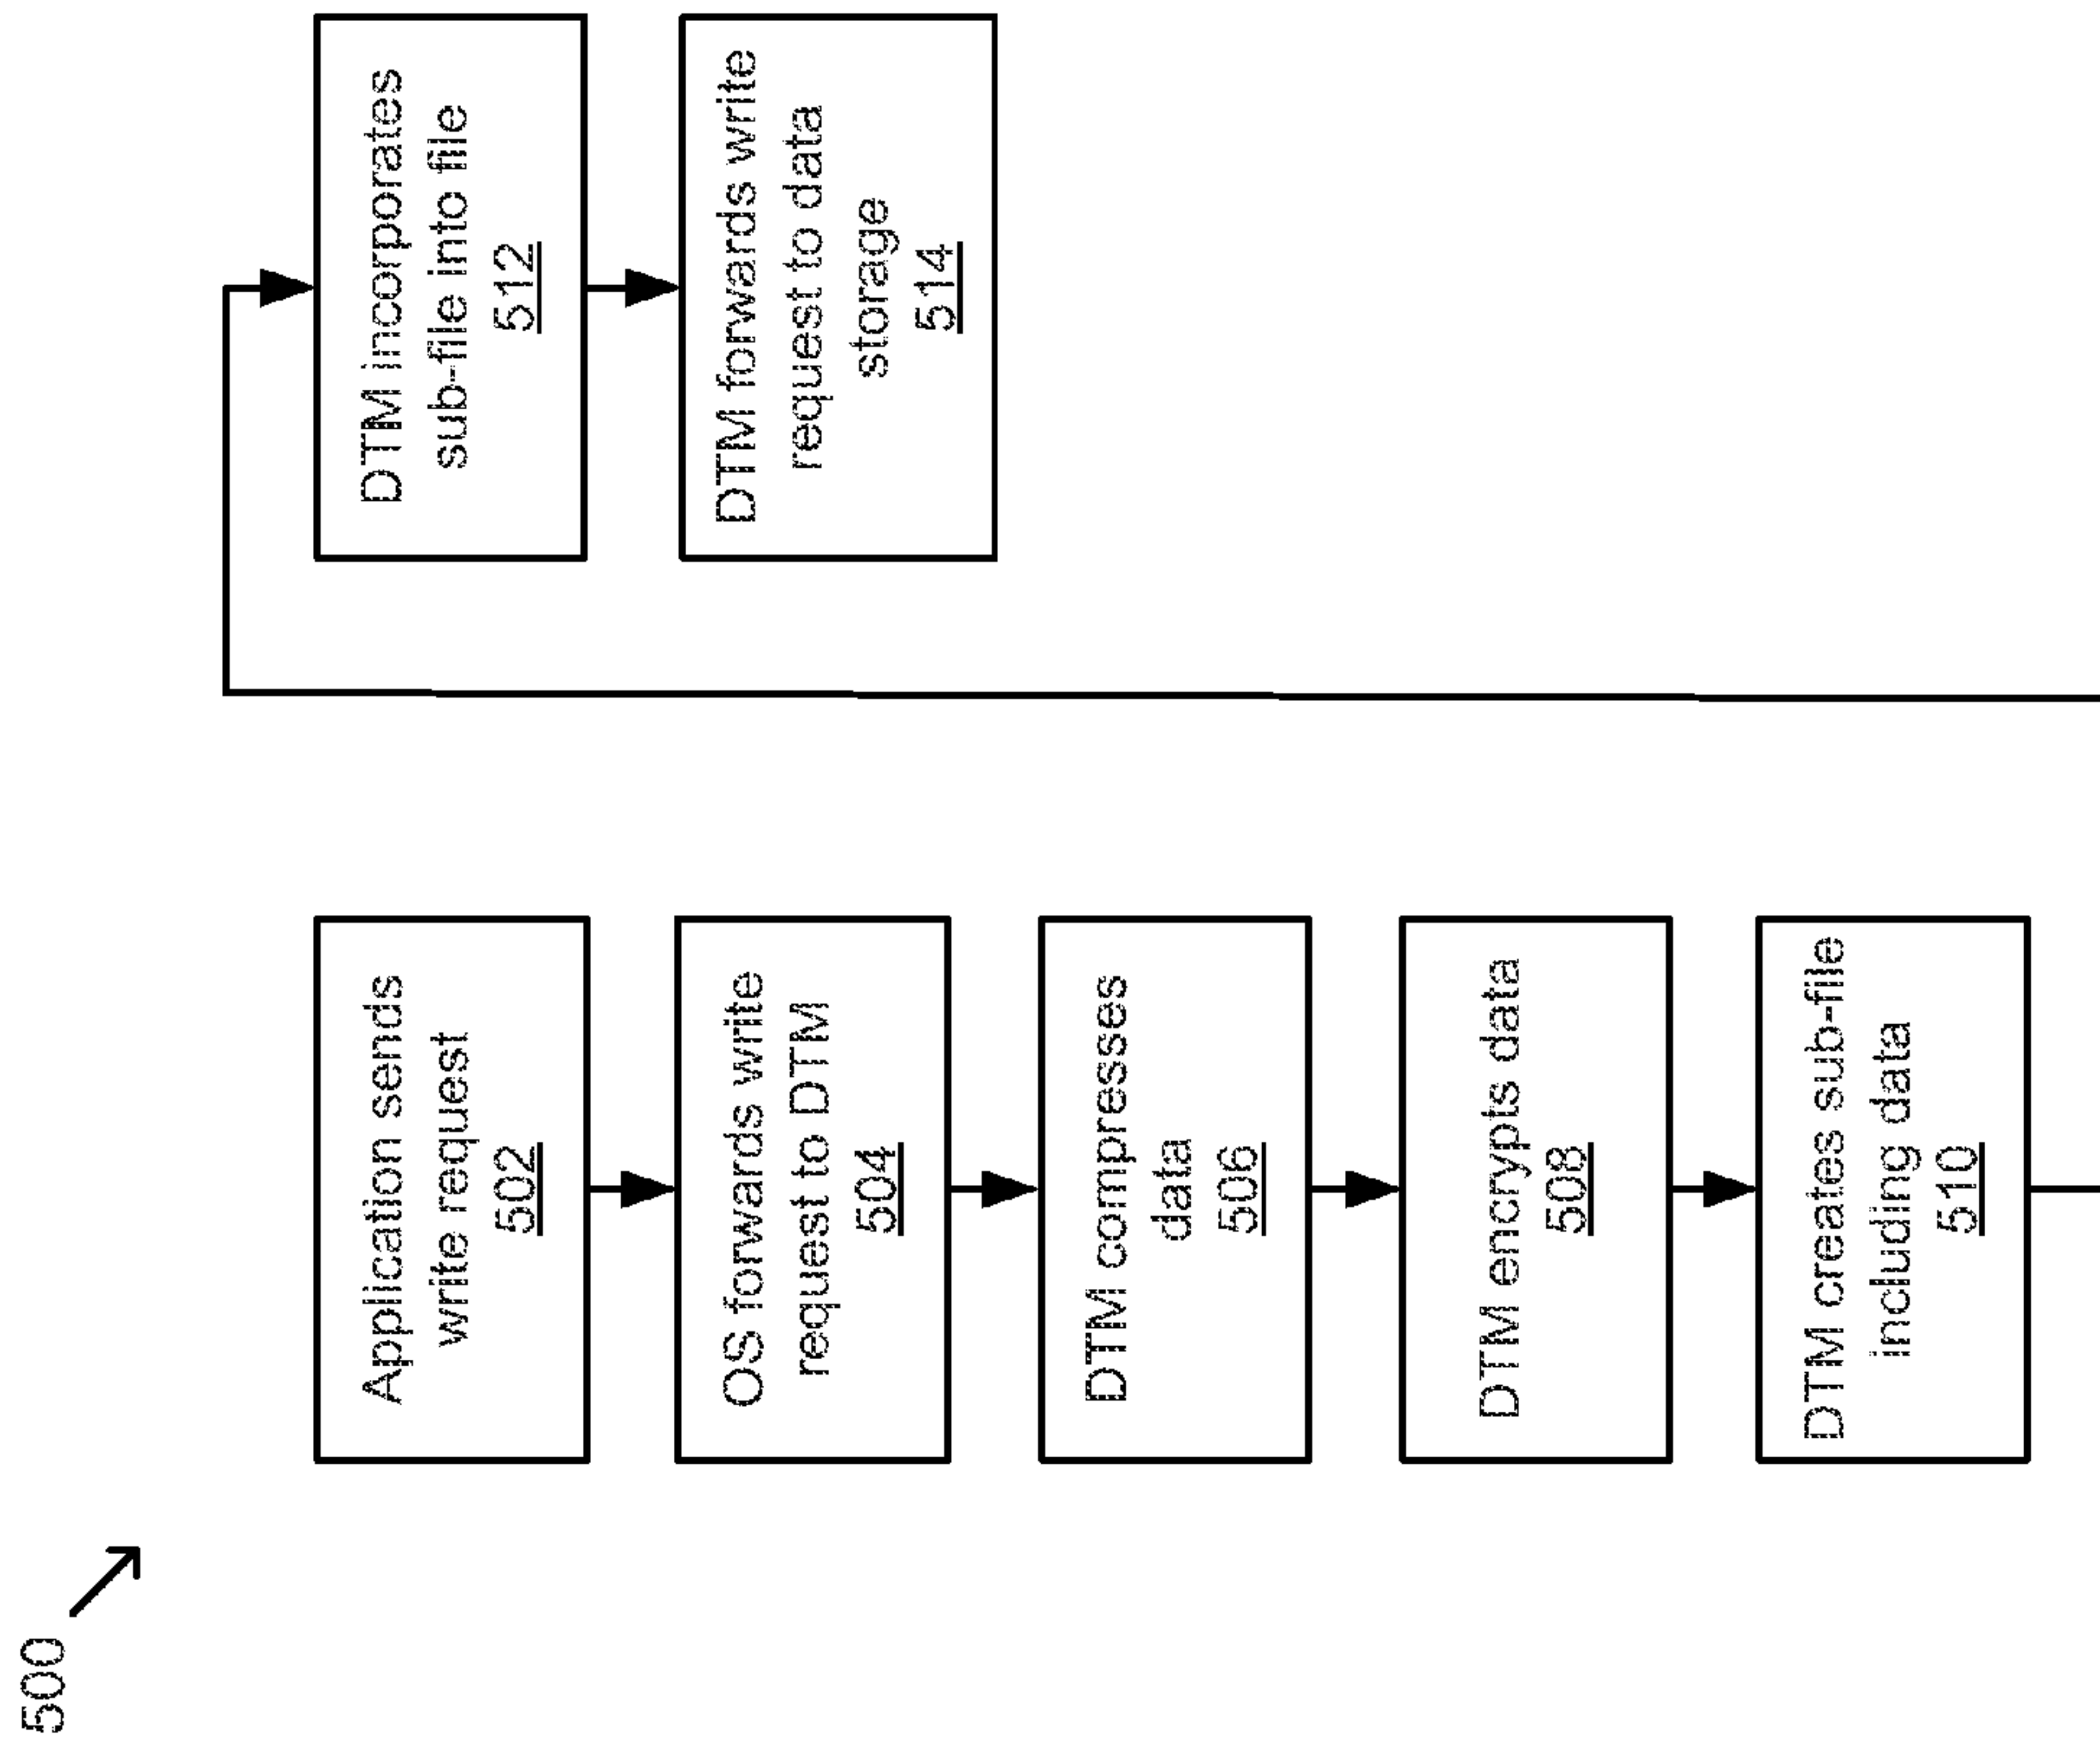 500
Application sends
write request
502
OS forwards write
request to DTM
504
DTM compresses
data
506
DTM encrypts data
508
DTM creates sub-file
including data
510
DTM incorporates
sub-file into file
512
DTM forwards write
request to data
storage
514